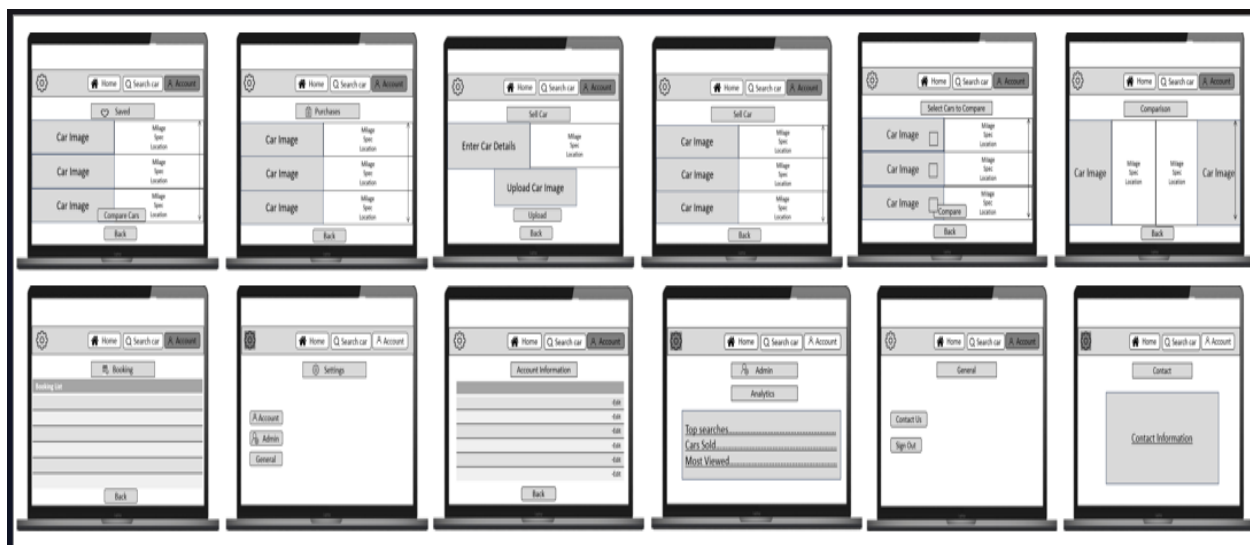 Home Search car Account
Saved
Car Image
Milage
Spec
Location
Car Image
Milage
Spec
Location
Car Image
Milage
Spec
Location
Compare Cars
Back
Home Search car Account
Purchases
Car Image
Milage
Spec
Location
Car Image
Milage
Spec
Location
Car Image
Milage
Spec
Location
Back
Home Search car Account
Sell Car
Enter Car Details
Milage
Spec
Location
Upload Car Image
Upload
Back
Home Search car Account
Sell Car
Car Image
Milage
Spec
Location
Car Image
Milage
Spec
Location
Car Image
Milage
Spec
Location
Back
Home Search car Account
Select Cars to Compare
Car Image
Milage
Spec
Location
Car Image
Milage
Spec
Location
Car Image
Milage
Spec
Location
Compare
Back
Home Search car Account
Comparison
Car Image
Milage
Spec
Location
Milage
Spec
Location
Car Image
Back
Home Search car Account
Booking
Booking List
Back
Home Search car Account
Settings
Account
Admin
General
Home Search car Account
Account Information
-Edit
-Edit
-Edit
-Edit
-Edit
-Edit
Back
Home Search car Account
Admin
Analytics
Top searches
Cars Sold
Most Viewed
Home Search car Account
General
Contact Us
Sign Out
Home Search car Account
Contact
Contact Information